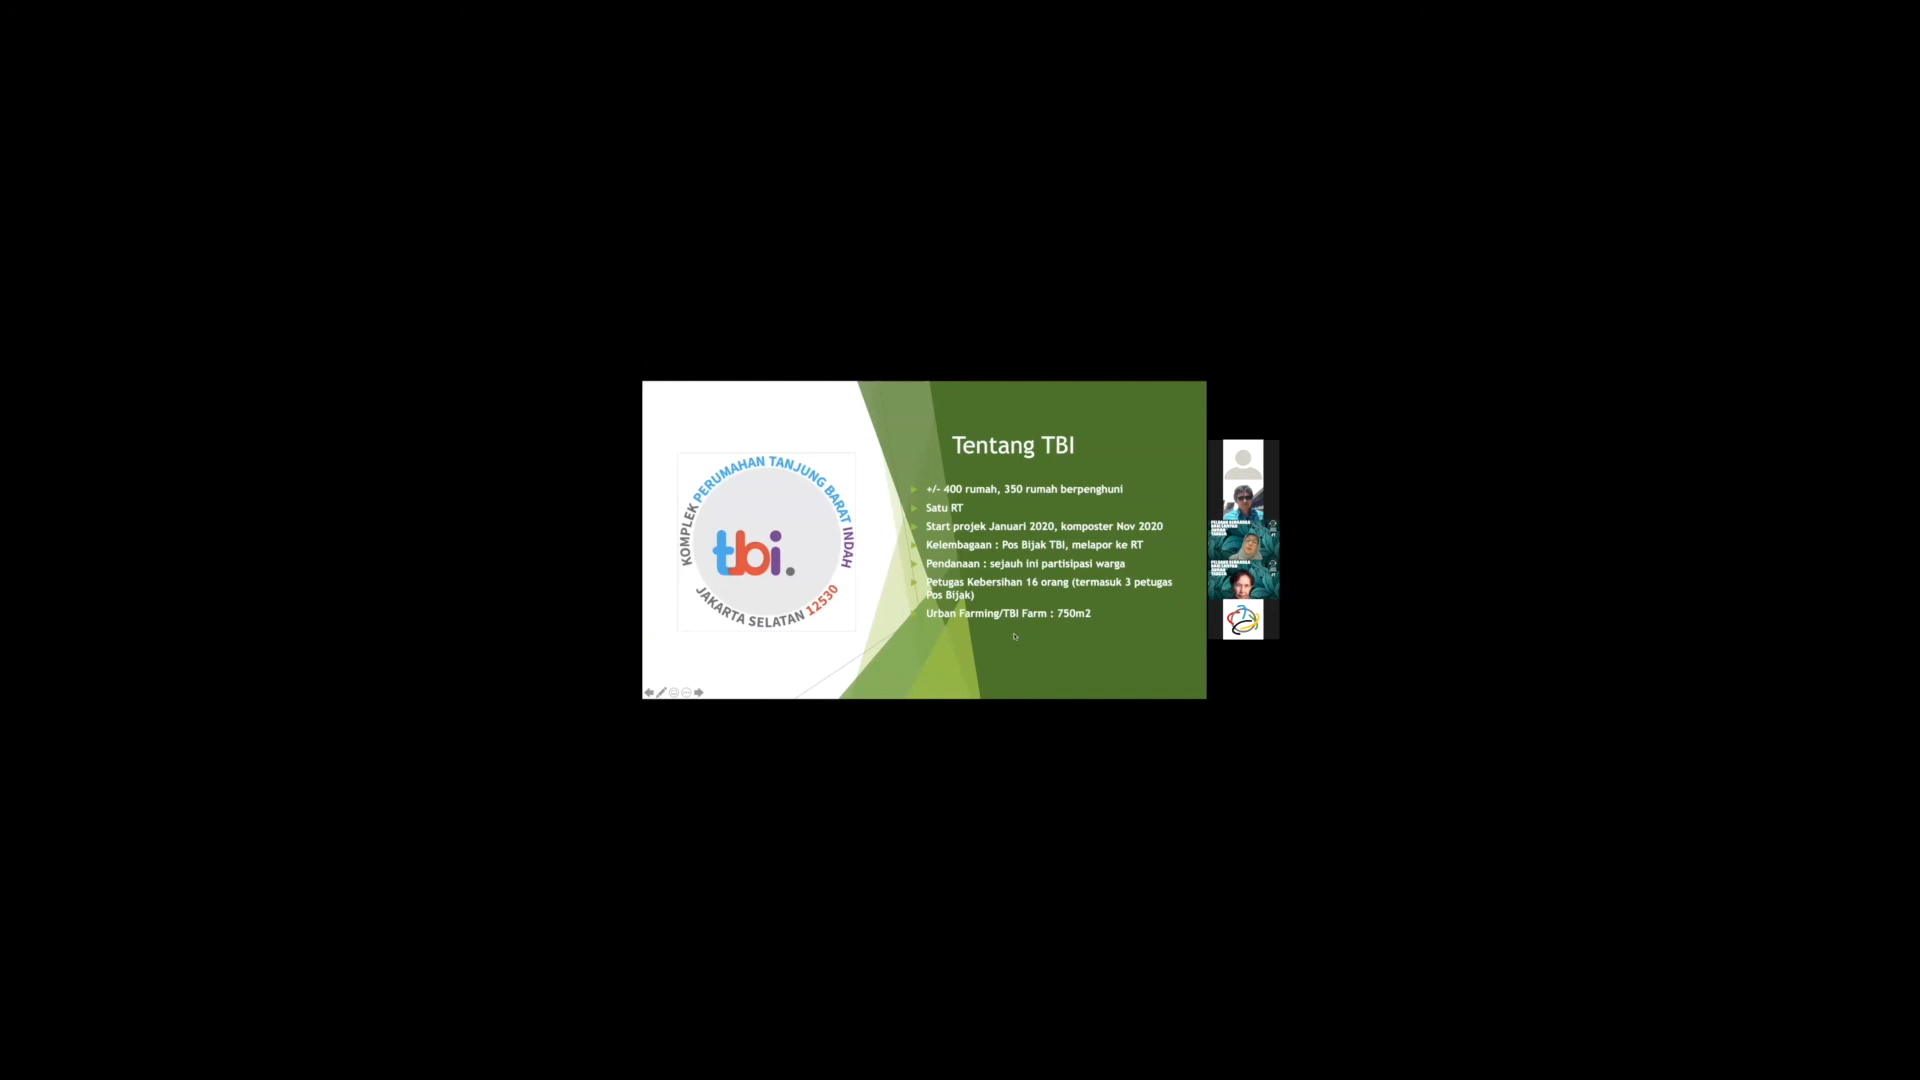 KOMPLEK PERUMAHAN TANJUNG BARAT INDAH
tbi.
JAKARTA SELATAN 12530
Tentang TBI
+/- 400 rumah, 350 rumah berpenghuni
Satu RT
Start projek Januari 2020, komposter Nov 2020
Kelembagaan : Pos Bijak TBI, melapor ke RT
Pendanaan : sejauh ini partisipasi warga
Petugas Kebersihan 16 orang (termasuk 3 petugas
Pos Bijak)
Urban Farming/TBI Farm : 750m2